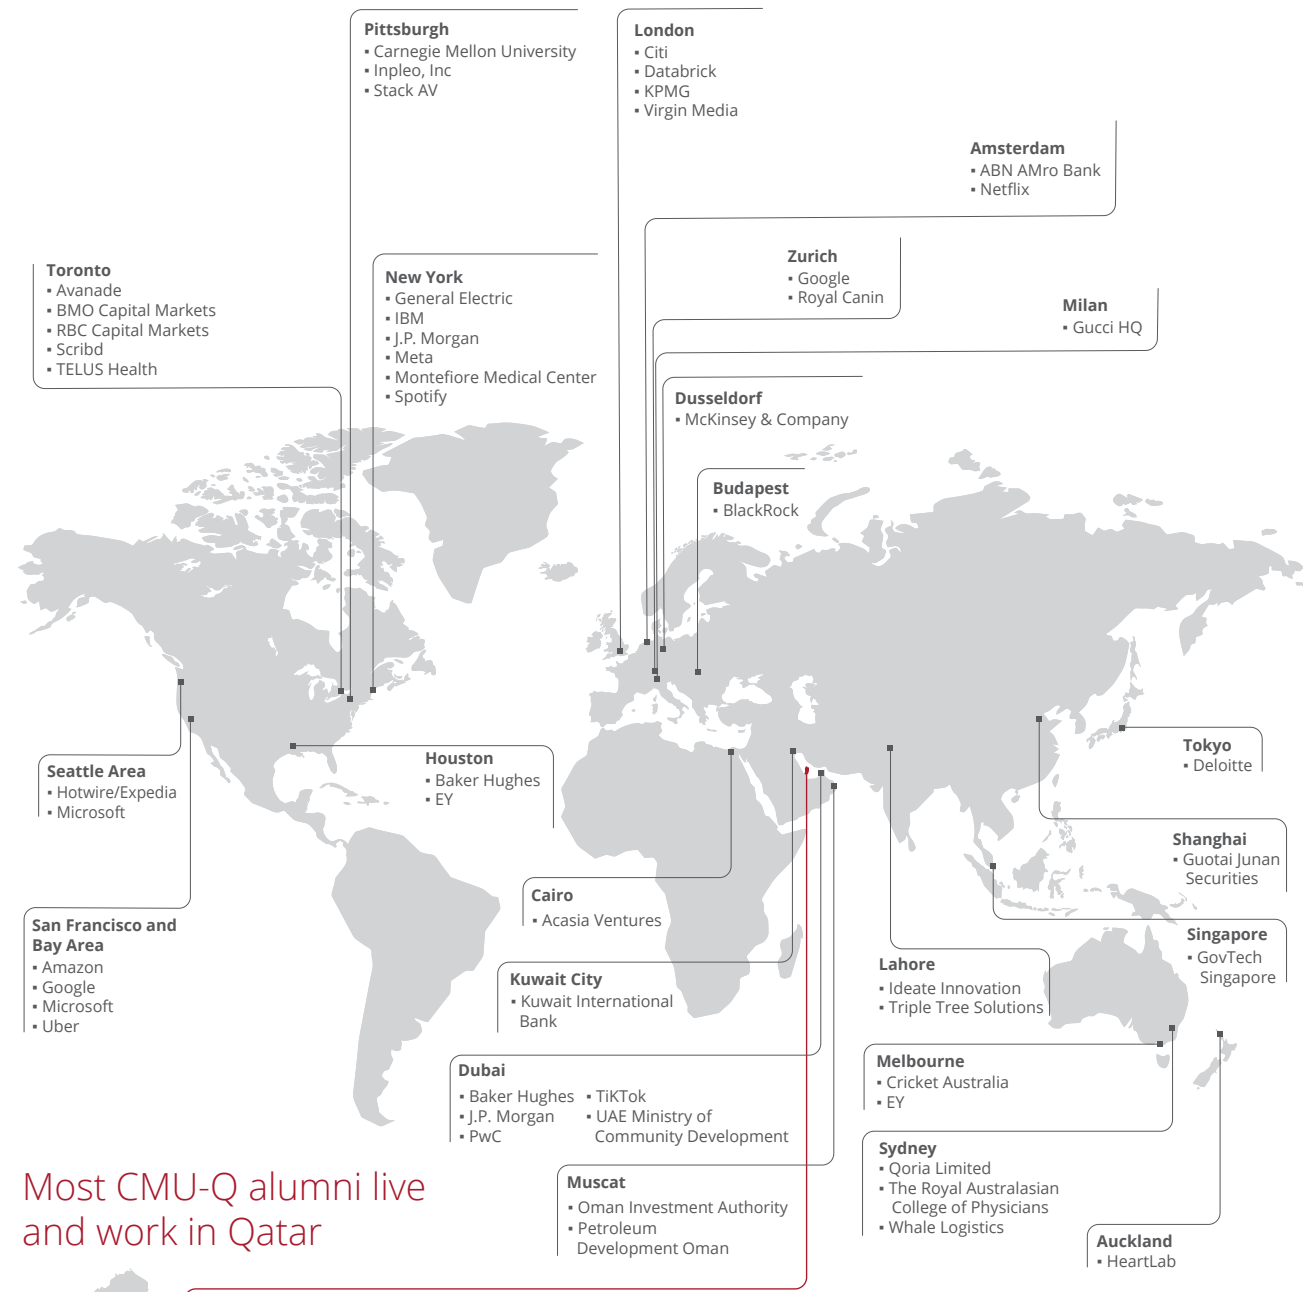 Pittsburgh
▪ Carnegie Mellon University
▪ Inpleo, Inc
▪ Stack AV
London
▪ Citi
▪ Databrick
▪ KPMG
▪ Virgin Media
Amsterdam
▪ ABN AMro Bank
▪ Netflix
Zurich
▪ Google
▪ Royal Canin
Toronto
▪ Avanade
▪ BMO Capital Markets
▪ RBC Capital Markets
▪ Scribd
▪ TELUS Health
New York
▪ General Electric
▪ IBM
▪ J.P. Morgan
▪ Meta
▪ Montefiore Medical Center
▪ Spotify
Milan
▪ Gucci HQ
Dusseldorf
▪ McKinsey & Company
Budapest
▪ BlackRock
Seattle Area
▪ Hotwire/Expedia
▪ Microsoft
Houston
▪ Baker Hughes
▪ EY
Tokyo
▪ Deloitte
Shanghai
▪ Guotai Junan
Securities
Cairo
▪ Acasia Ventures
San Francisco and
Bay Area
▪ Amazon
▪ Google
▪ Microsoft
▪ Uber
Singapore
▪ GovTech
Singapore
Kuwait City
▪ Kuwait International
Bank
Lahore
▪ Ideate Innovation
▪ Triple Tree Solutions
Dubai
▪ Baker Hughes
▪ J.P. Morgan
▪ PwC
▪ TiKTok
▪ UAE Ministry of
Community Development
Melbourne
▪ Cricket Australia
▪ EY
Sydney
▪ Qoria Limited
▪ The Royal Australasian
College of Physicians
▪ Whale Logistics
Muscat
▪ Oman Investment Authority
▪ Petroleum
Development Oman
Auckland
▪ HeartLab
Most CMU-Q alumni live
and work in Qatar